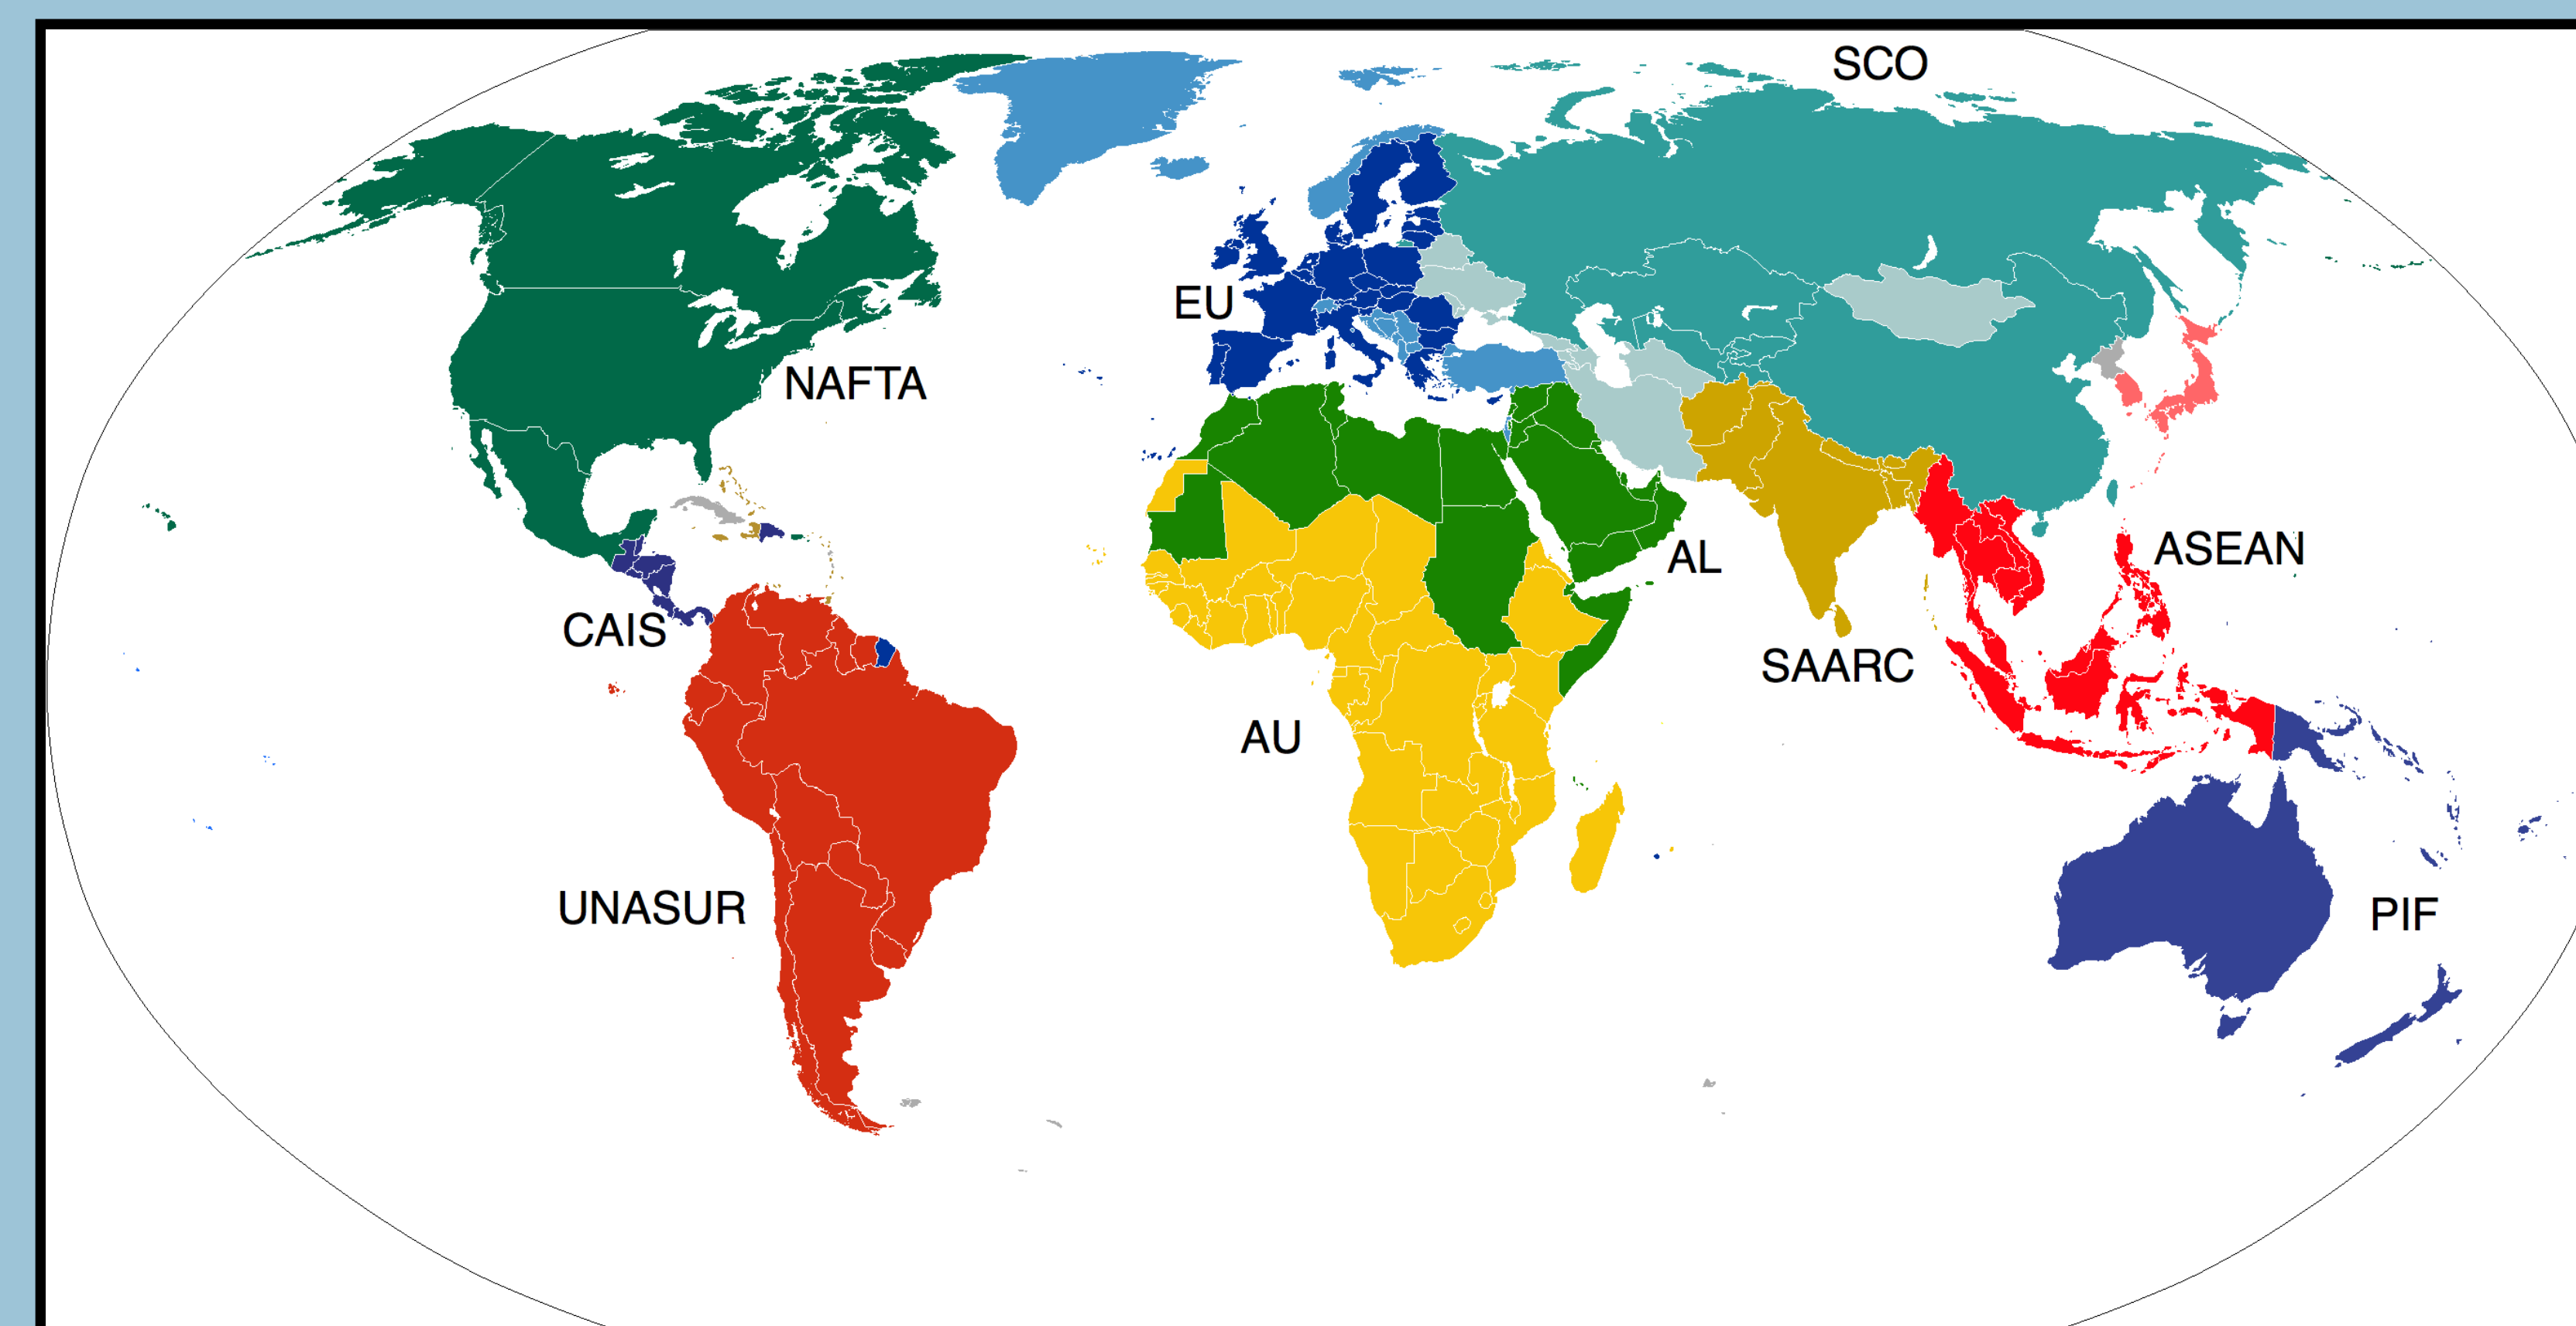 SCO
EU
NAFTA
ASEAN
AL
CAIS
SAARC
AU
UNASUR
PIF